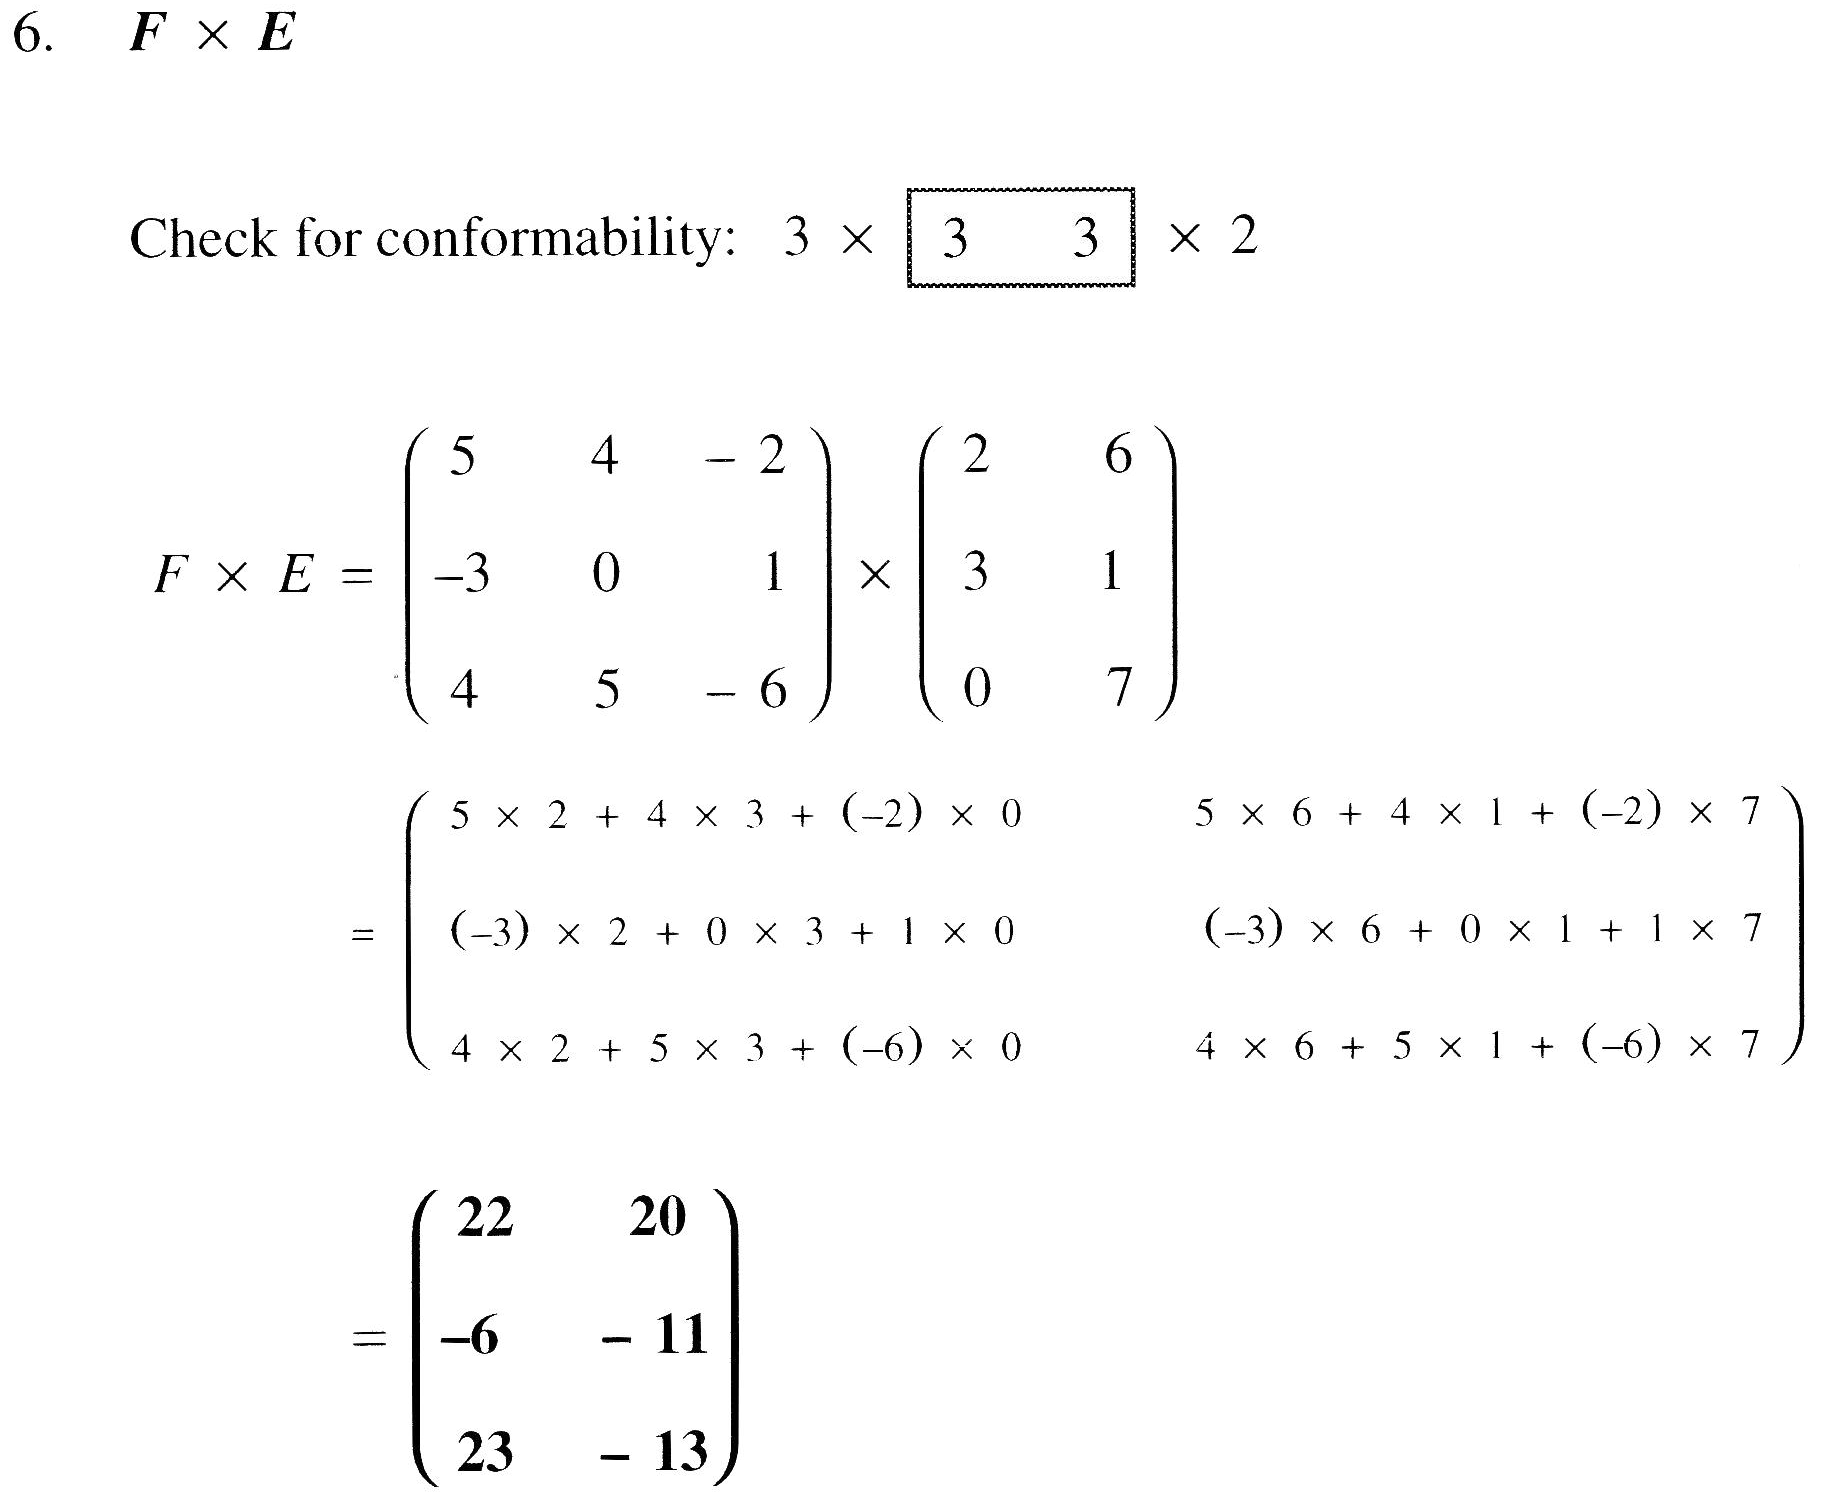 6. F × E
Check for conformability: 3 × 3 3 × 2
5 4 – 2 2 6
F × E = –3 0 1 × 3 1
4 5 – 6 0 7
5 × 2 + 4 × 3 + (–2) × 0 5 × 6 + 4 × 1 + (–2) × 7
= (–3) × 2 + 0 × 3 + 1 × 0 (–3) × 6 + 0 × 1 + 1 × 7
4 × 2 + 5 × 3 + (–6) × 0 4 × 6 + 5 × 1 + (–6) × 7
22 20
= –6 – 11
23 – 13